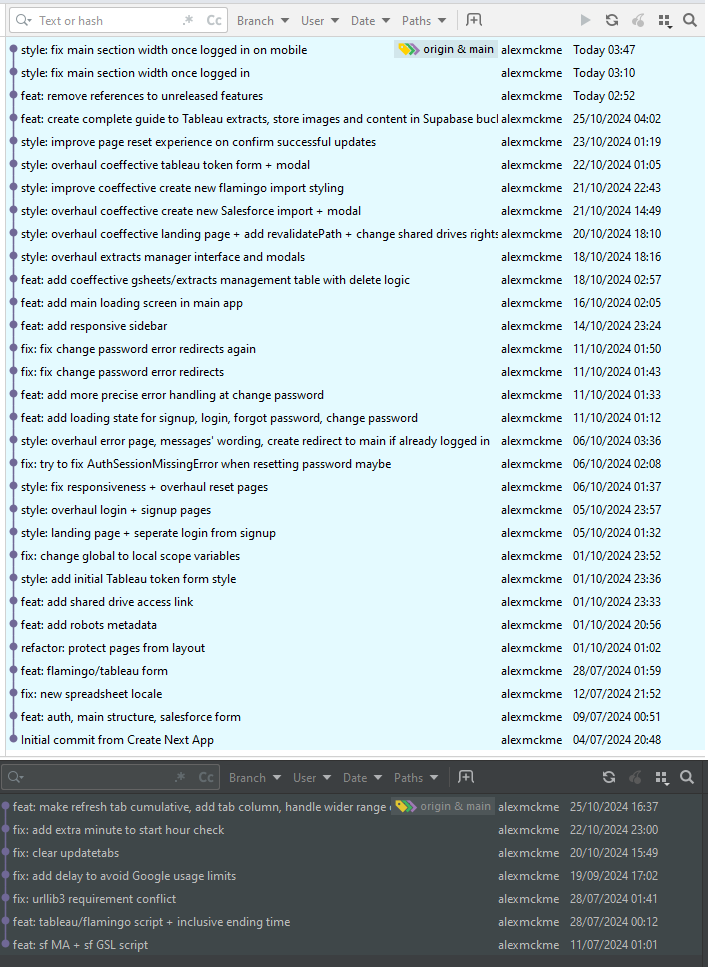 Text or hash .* Cc Branch User Date Paths
style: fix main section width once logged in on mobile origin & main alexmckme Today 03:47
style: fix main section width once logged in alexmckme Today 03:10
feat: remove references to unreleased features alexmckme Today 02:52
feat: create complete guide to Tableau extracts, store images and content in Supabase buc alexmckme 25/10/2024 04:02
style: improve page reset experience on confirm successful updates alexmckme 23/10/2024 01:19
style: overhaul coeffective tableau token form + modal alexmckme 22/10/2024 01:05
style: improve coeffective create new flamingo import styling alexmckme 21/10/2024 22:43
style: overhaul coeffective create new Salesforce import + modal alexmckme 21/10/2024 14:49
style: overhaul coeffective landing page + add revalidatePath + change shared drives rights alexmckme 20/10/2024 18:10
style: overhaul extracts manager interface and modals alexmckme 18/10/2024 18:16
feat: add coeffective gsheets/extracts management table with delete logic alexmckme 18/10/2024 02:57
feat: add main loading screen in main app alexmckme 16/10/2024 02:05
feat: add responsive sidebar alexmckme 14/10/2024 23:24
fix: fix change password error redirects again alexmckme 11/10/2024 01:50
fix: fix change password error redirects alexmckme 11/10/2024 01:43
feat: add more precise error handling at change password alexmckme 11/10/2024 01:33
feat: add loading state for signup, login, forgot password, change password alexmckme 11/10/2024 01:12
style: overhaul error page, messages' wording, create redirect to main if already logged in alexmckme 06/10/2024 03:36
fix: try to fix AuthSessionMissingError when resetting password maybe alexmckme 06/10/2024 02:08
style: fix responsiveness + overhaul reset pages alexmckme 06/10/2024 01:37
style: overhaul login + signup pages alexmckme 05/10/2024 23:57
style: landing page + seperate login from signup alexmckme 05/10/2024 01:32
fix: change global to local scope variables alexmckme 01/10/2024 23:52
style: add initial Tableau token form style alexmckme 01/10/2024 23:36
feat: add shared drive access link alexmckme 01/10/2024 23:33
feat: add robots metadata alexmckme 01/10/2024 20:56
refactor: protect pages from layout alexmckme 01/10/2024 01:02
feat: flamingo/tableau form alexmckme 28/07/2024 01:59
fix: new spreadsheet locale alexmckme 12/07/2024 21:52
feat: auth, main structure, salesforce form alexmckme 09/07/2024 00:51
Initial commit from Create Next App alexmckme 04/07/2024 20:48
.* Cc Branch User Date Paths
feat: make refresh tab cumulative, add tab column, handle wider range origin & main alexmckme 25/10/2024 16:37
fix: add extra minute to start hour check alexmckme 22/10/2024 23:00
fix: clear updatetabs alexmckme 20/10/2024 15:49
fix: add delay to avoid Google usage limits alexmckme 19/09/2024 17:02
fix: urllib3 requirement conflict alexmckme 28/07/2024 01:41
feat: tableau/flamingo script + inclusive ending time alexmckme 28/07/2024 00:12
feat: sf MA + sf GSL script alexmckme 11/07/2024 01:01